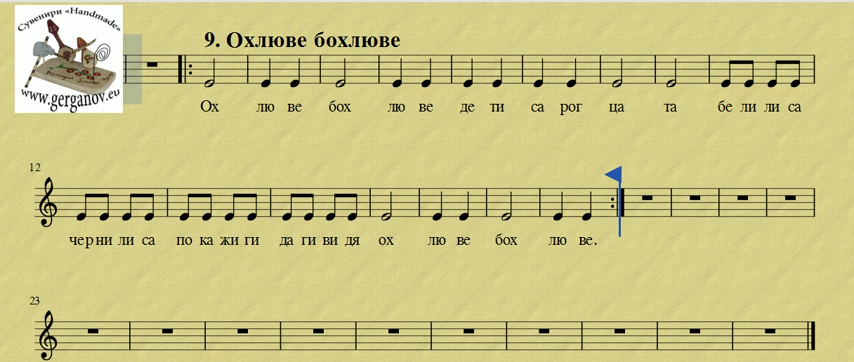 Сувенири «Handmade»
www.gerganov.eu
9. Охлюве бохлюве
Ох лю ве бох лю ве де ти са рог ца та бе ли ли са
12
чер ни ли са по ка жи ги да ги ви дя ох лю ве бох лю ве.
23